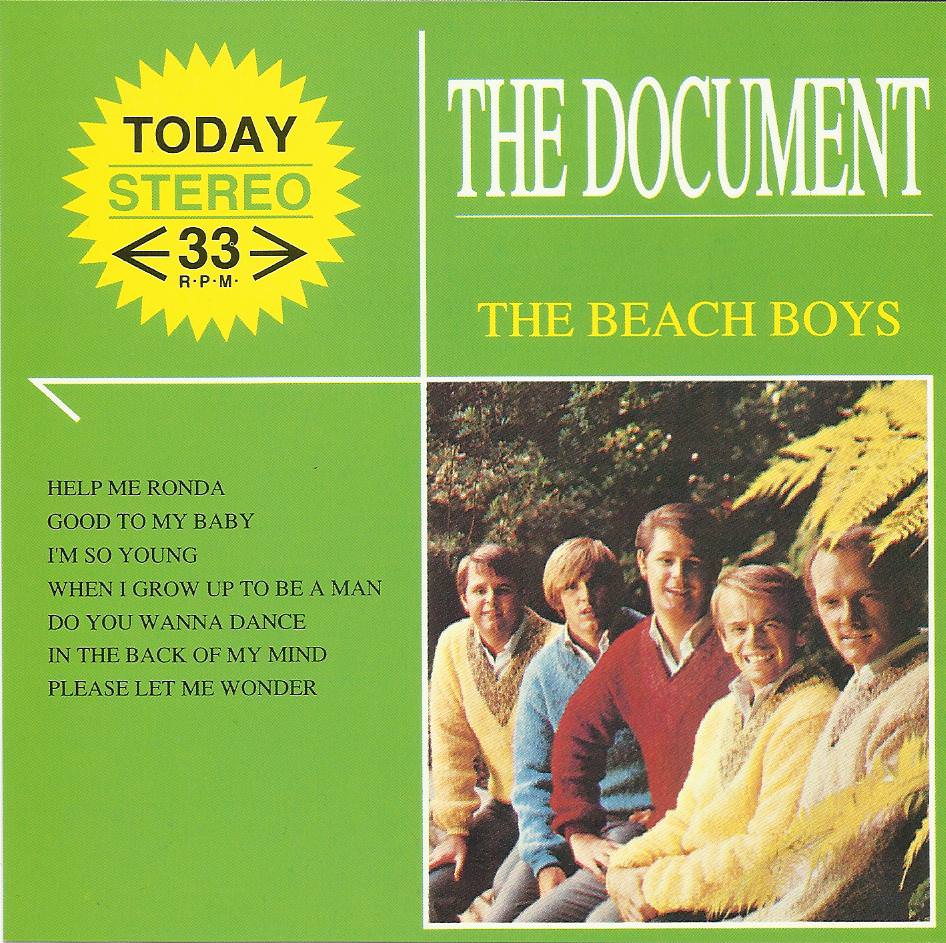 TODAY
STEREO
33
R·P·M·
THE DOCUMENT
THE BEACH BOYS
HELP ME RONDA
GOOD TO MY BABY
I'M SO YOUNG
WHEN I GROW UP TO BE A MAN
DO YOU WANNA DANCE
IN THE BACK OF MY MIND
PLEASE LET ME WONDER